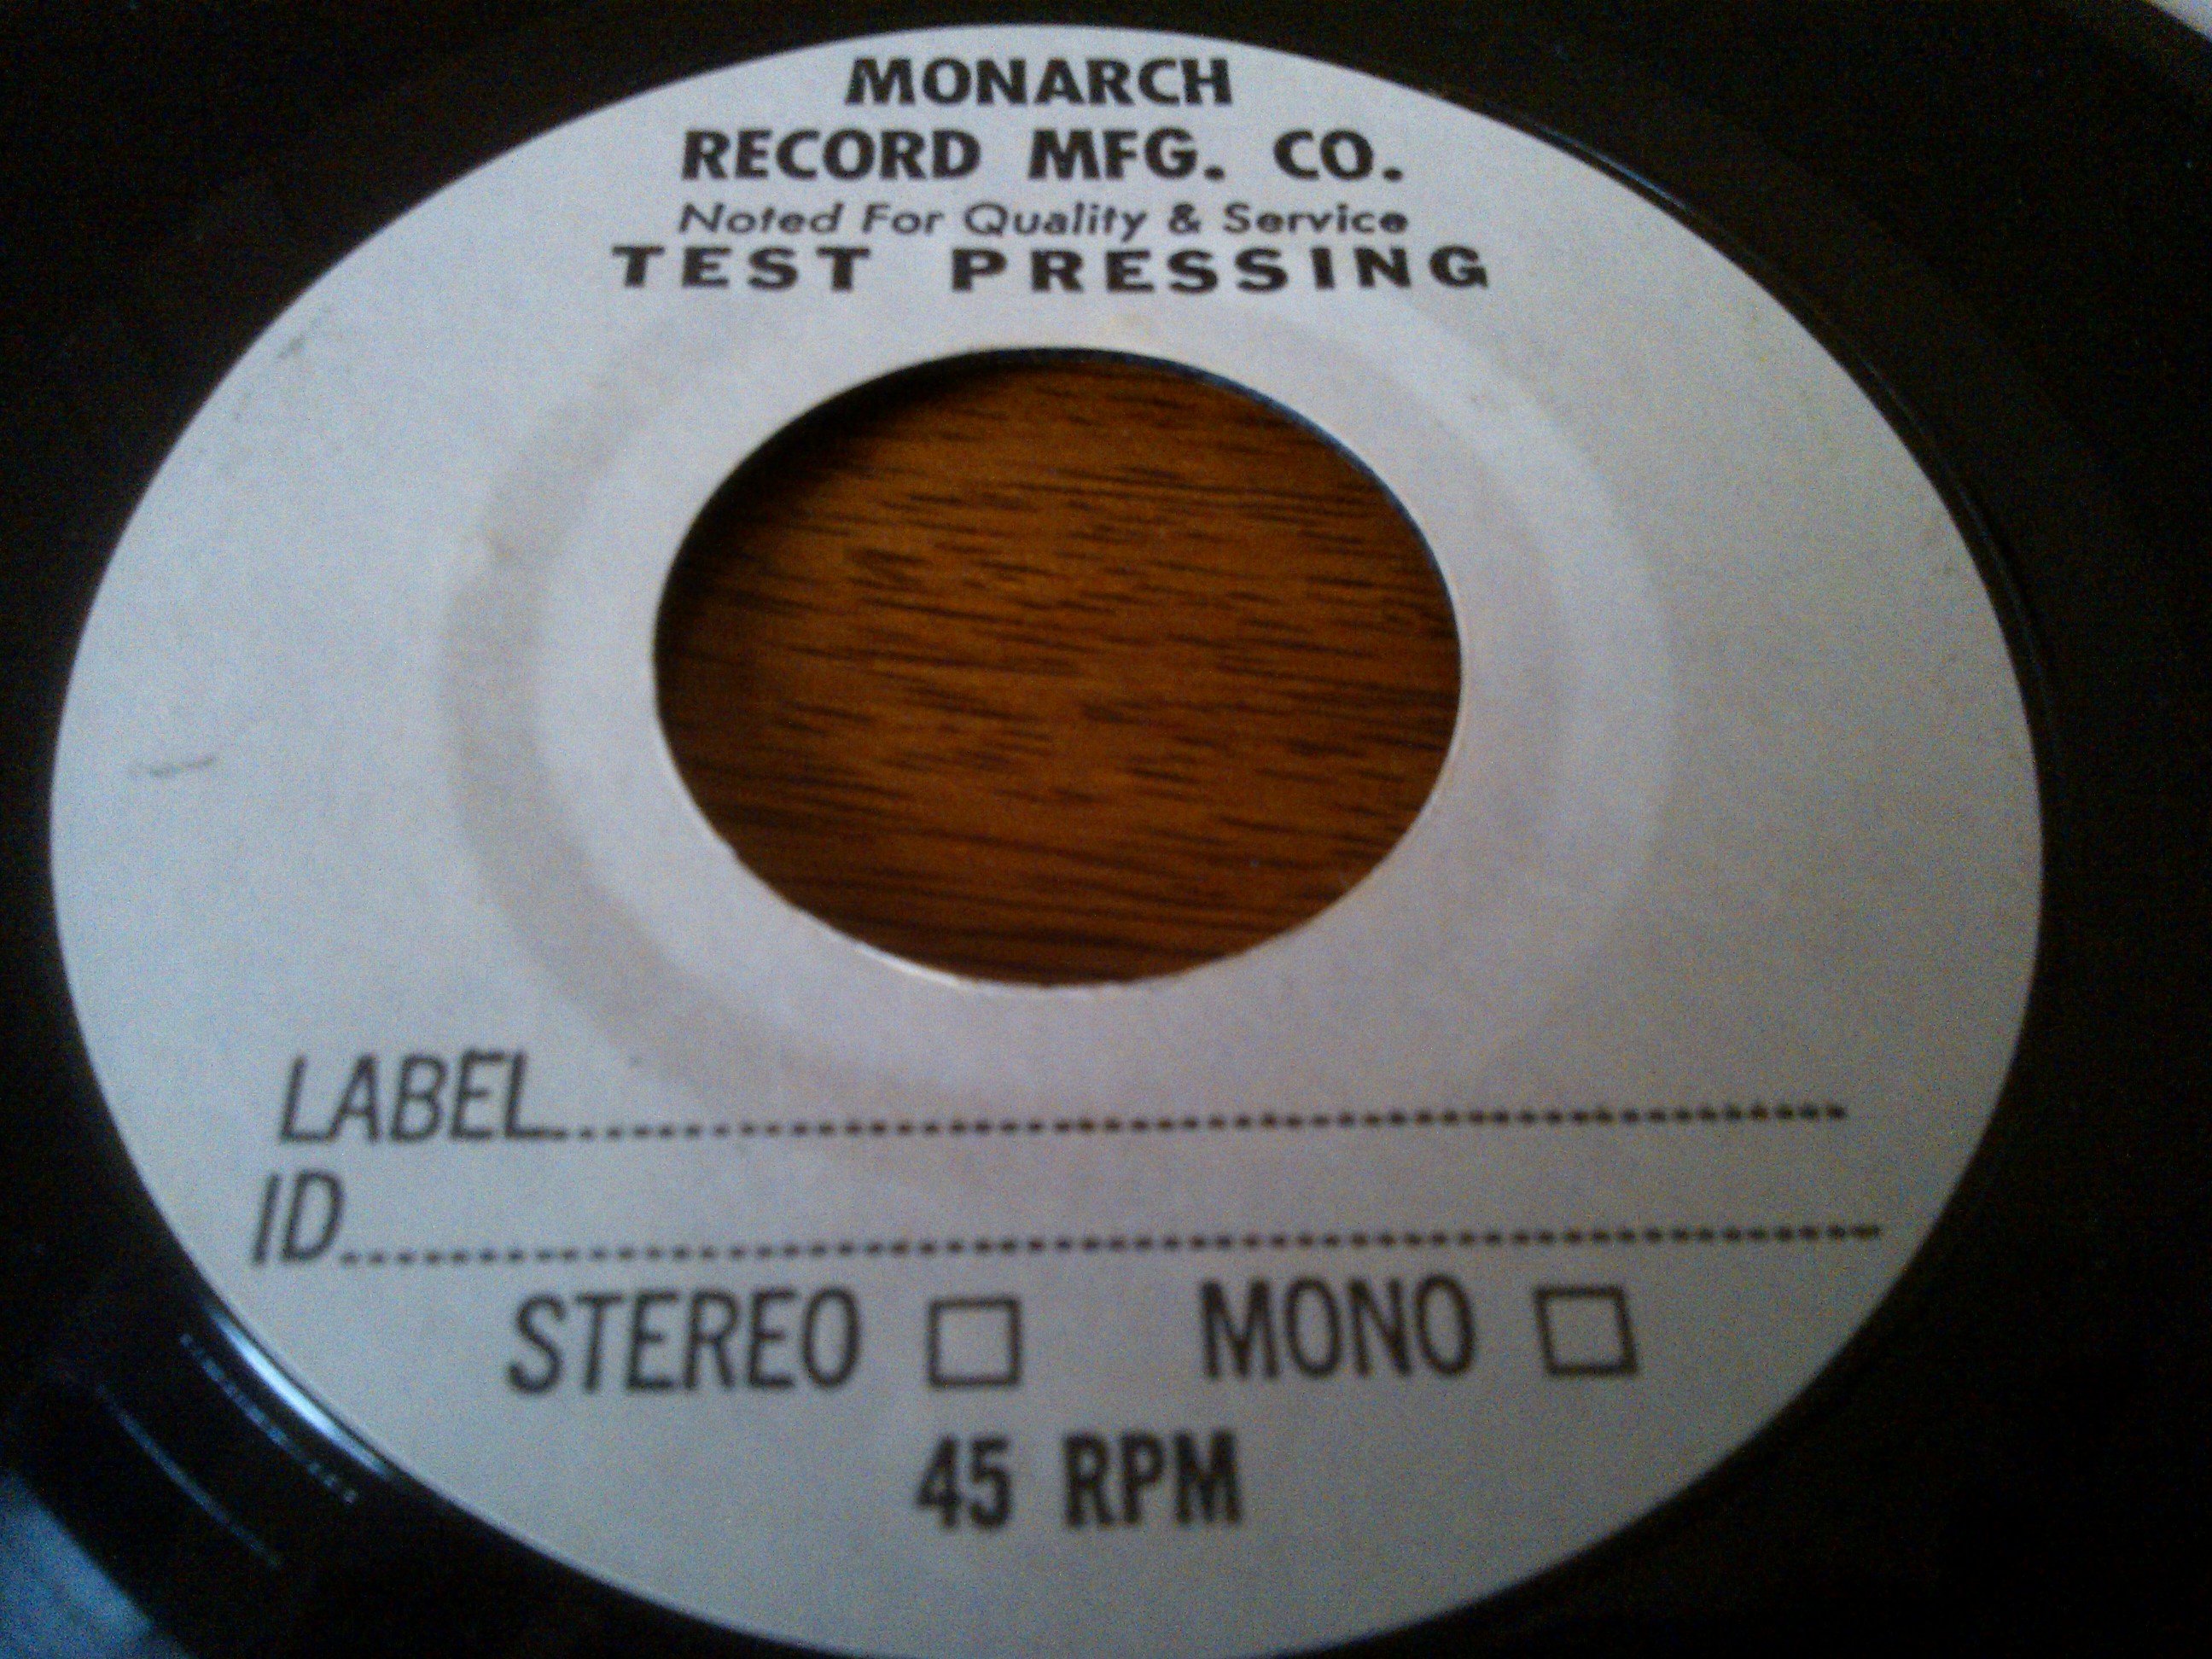 MONARCH
RECORD MFG. CO.
Noted For Quality & Service
TEST PRESSING
LABEL..............................................
ID..............................................
STEREO □ MONO □
45 RPM